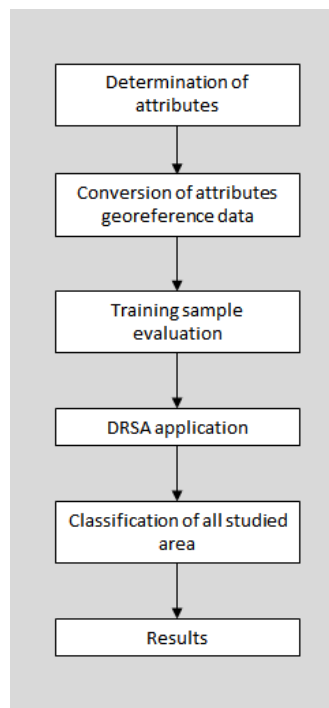 Determination of
attributes
Conversion of attributes
georeference data
Training sample
evaluation
DRSA application
Classification of all studied
area
Results